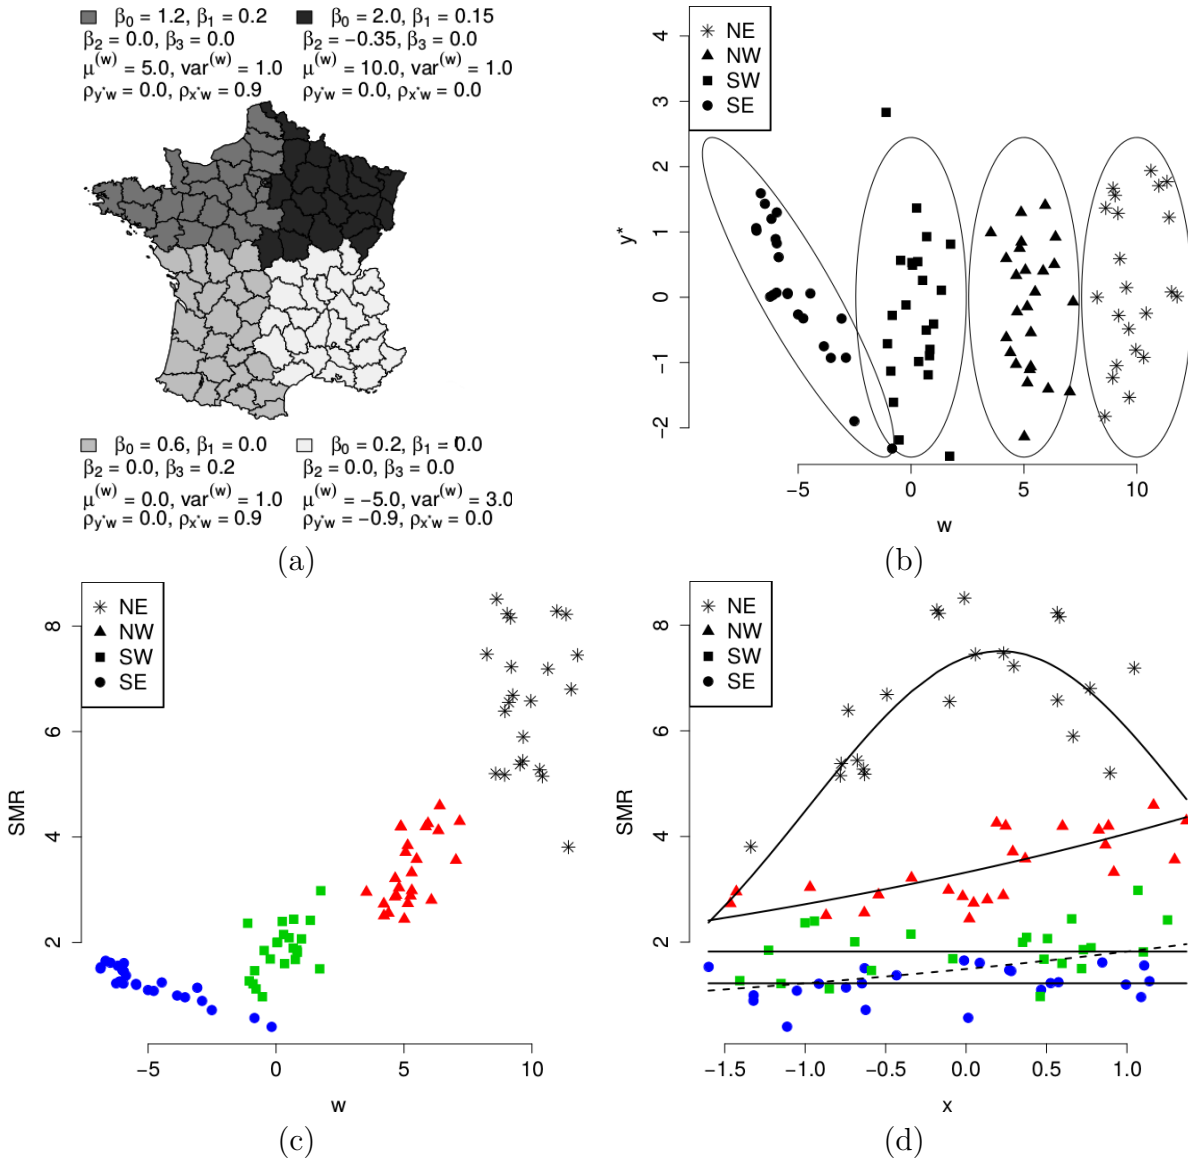 β0 = 1.2, β1 = 0.2
β2 = 0.0, β3 = 0.0
μ(w) = 5.0, var(w) = 1.0
ρy*w = 0.0, ρx*w = 0.9
β0 = 2.0, β1 = 0.15
β2 = −0.35, β3 = 0.0
μ(w) = 10.0, var(w) = 1.0
ρy*w = 0.0, ρx*w = 0.0
β0 = 0.6, β1 = 0.0
β2 = 0.0, β3 = 0.2
μ(w) = 0.0, var(w) = 1.0
ρy*w = 0.0, ρx*w = 0.9
β0 = 0.2, β1 = 0.0
β2 = 0.0, β3 = 0.0
μ(w) = −5.0, var(w) = 3.0
ρy*w = −0.9, ρx*w = 0.0
(a)
NE
NW
SW
SE
y*
4
3
2
1
0
−1
−2
−5 0 5 10
w
(b)
NE
NW
SW
SE
SMR
8
6
4
2
−5 0 5 10
w
(c)
NE
NW
SW
SE
SMR
8
6
4
2
−1.5 −1.0 −0.5 0.0 0.5 1.0
x
(d)